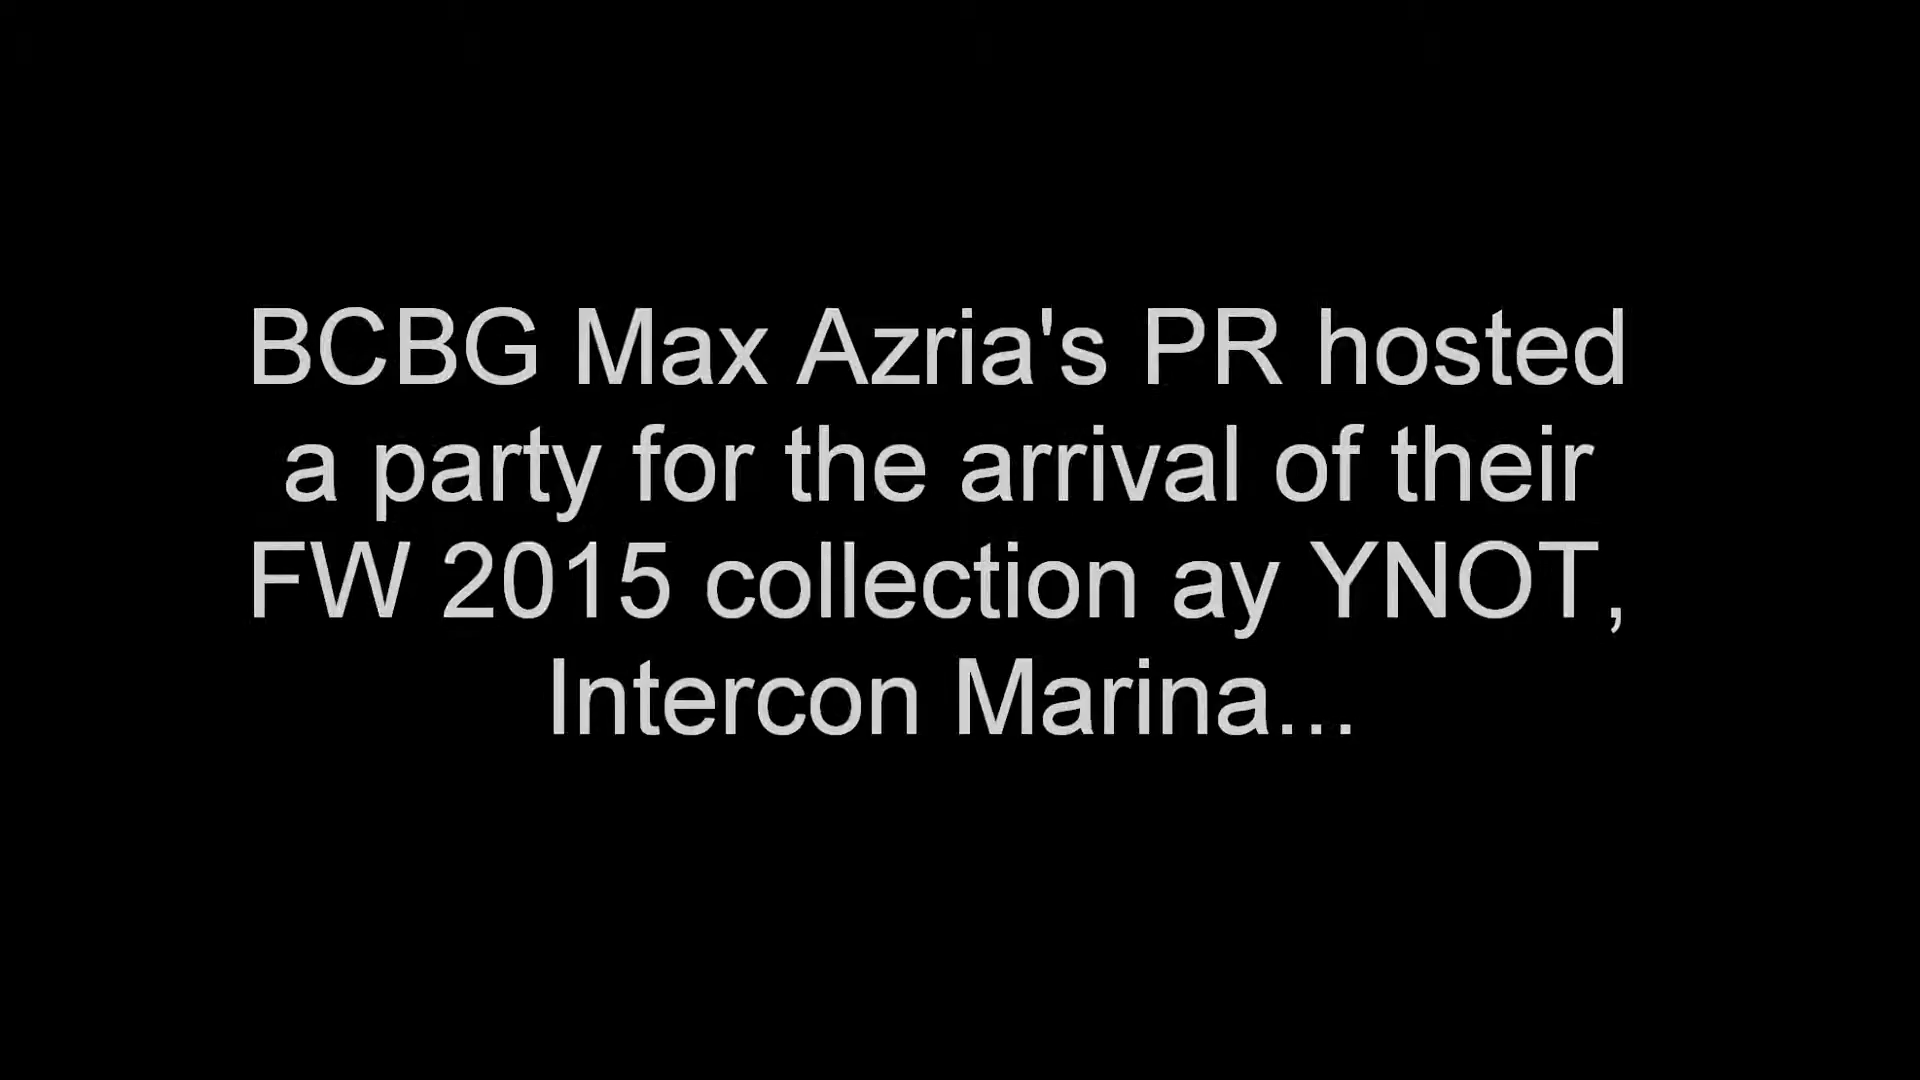 BCBG Max Azria's PR hosted
a party for the arrival of their
FW 2015 collection ay YNOT,
Intercon Marina...